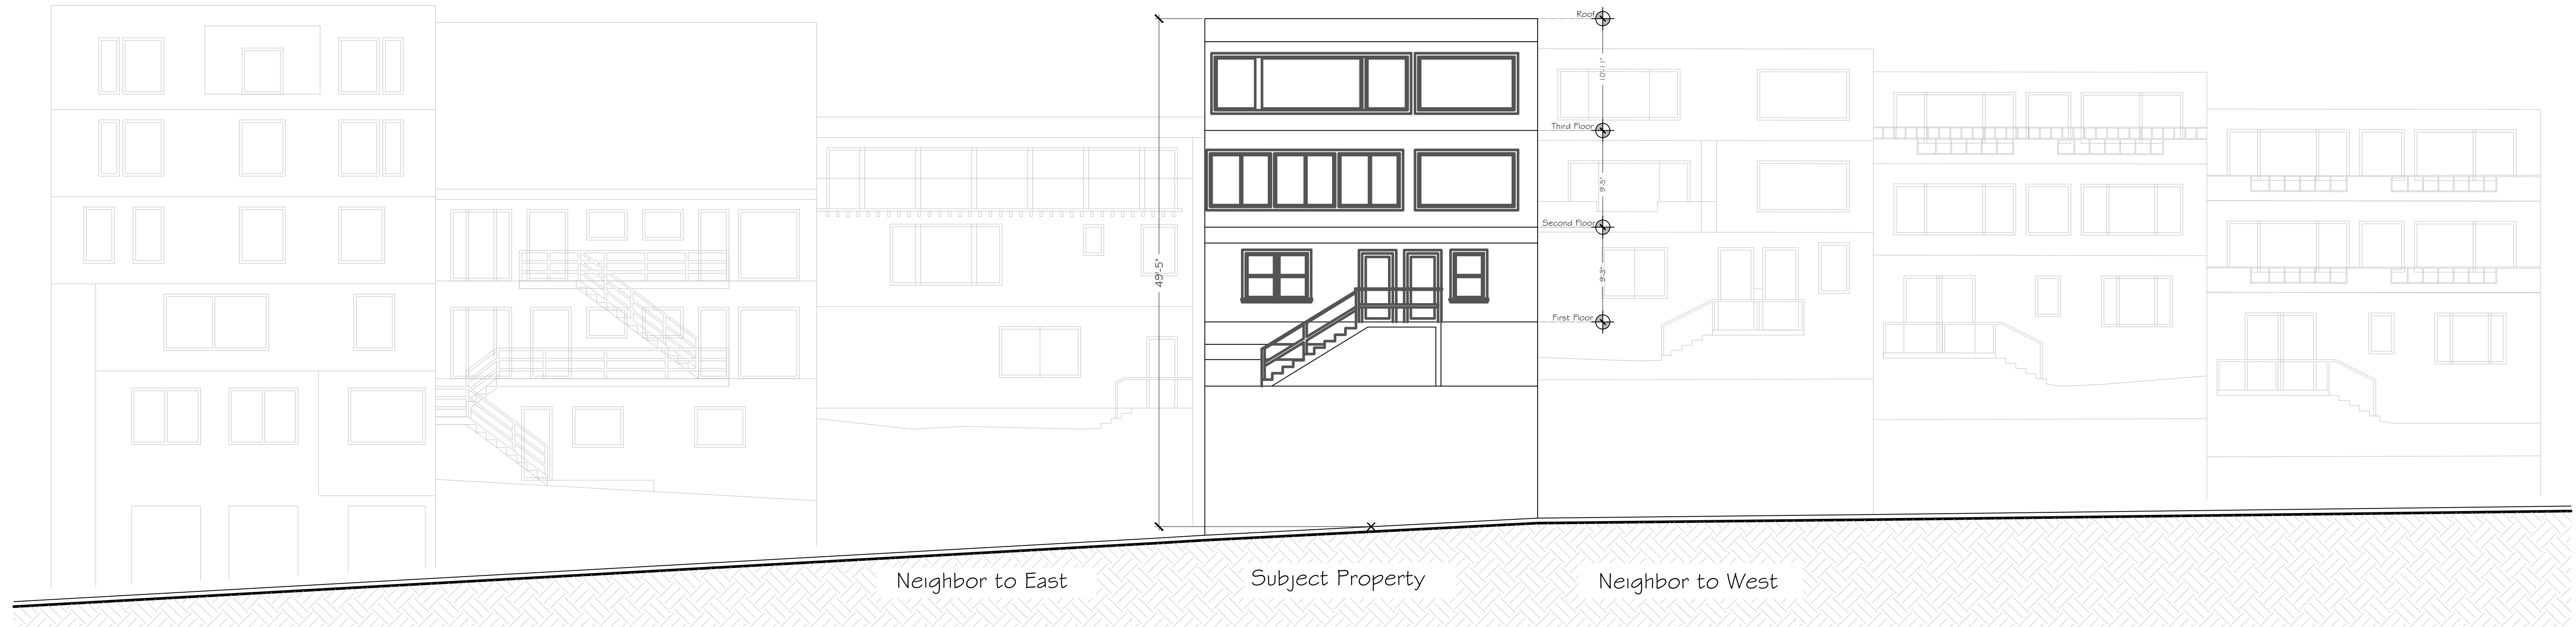 Roof
10'-11"
Third Floor
9'-5"
Second Floor
9'-3"
First Floor
49'-5"
Neighbor to East
Subject Property
Neighbor to West